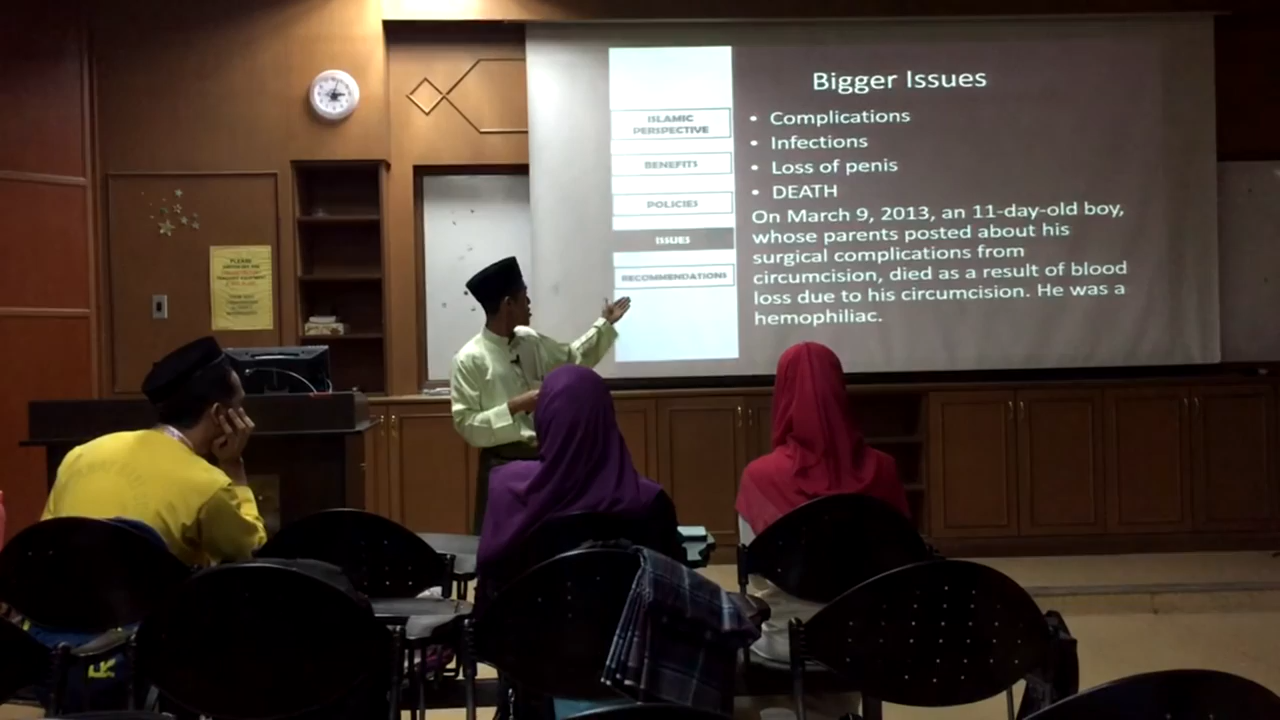 Bigger Issues
ISLAMIC
PERSPECTIVE
BENEFITS
POLICIES
ISSUES
RECOMMENDATIONS
• Complications
• Infections
• Loss of penis
• DEATH
On March 9, 2013, an 11-day-old boy,
whose parents posted about his
surgical complications from
circumcision, died as a result of blood
loss due to his circumcision. He was a
hemophiliac.
PLEASE